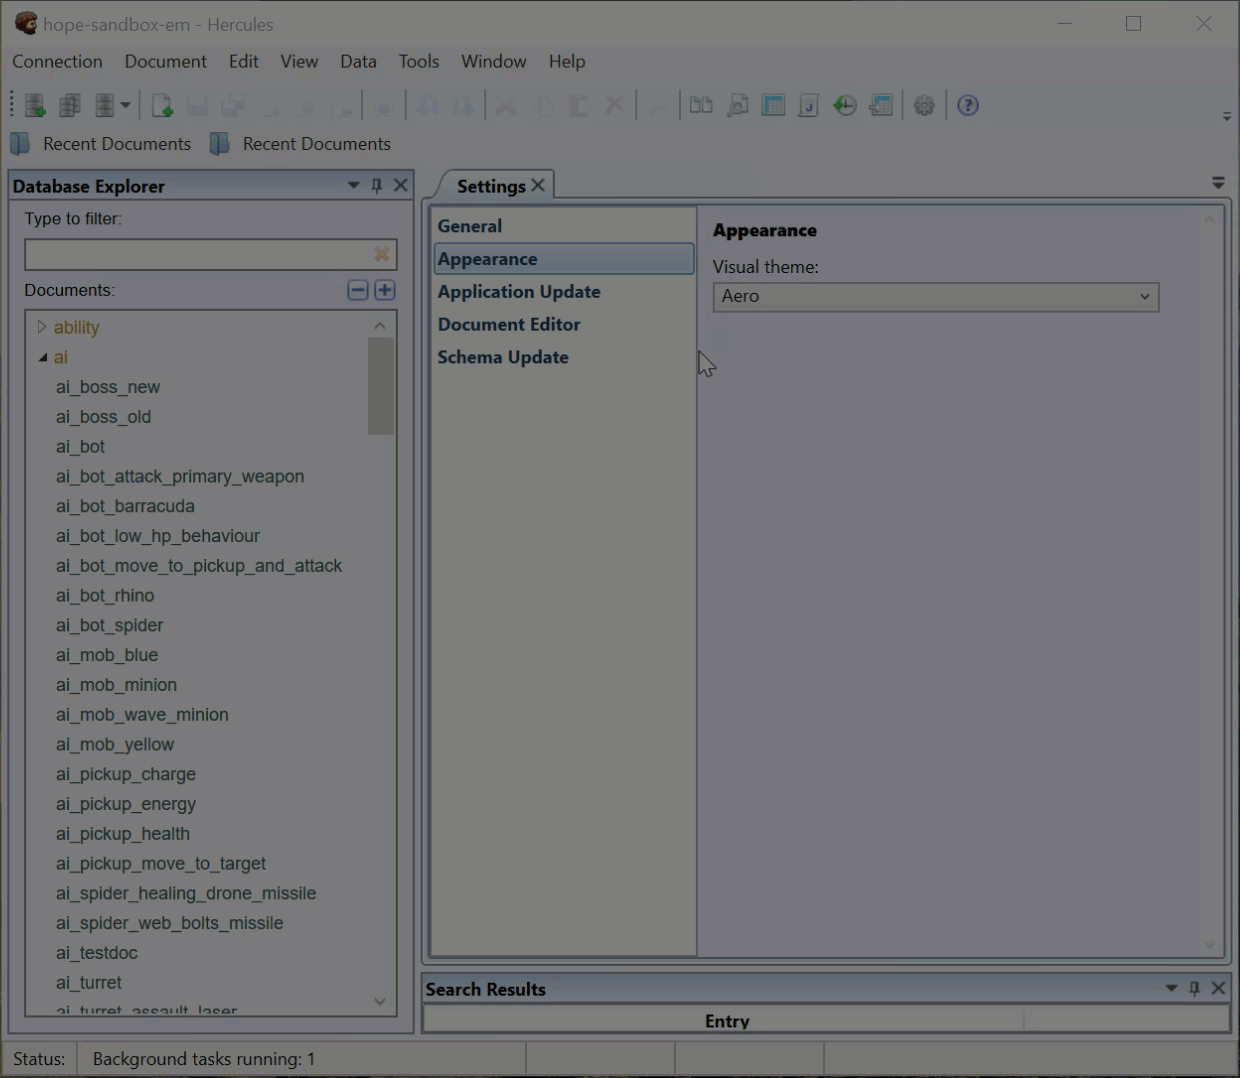 hope-sandbox-em - Hercules
Connection Document Edit View Data Tools Window Help
Recent Documents Recent Documents
Database Explorer
Type to filter:
Documents:
ability
ai
ai_boss_new
ai_boss_old
ai_bot
ai_bot_attack_primary_weapon
ai_bot_barracuda
ai_bot_low_hp_behaviour
ai_bot_move_to_pickup_and_attack
ai_bot_rhino
ai_bot_spider
ai_mob_blue
ai_mob_minion
ai_mob_wave_minion
ai_mob_yellow
ai_pickup_charge
ai_pickup_energy
ai_pickup_health
ai_pickup_move_to_target
ai_spider_healing_drone_missile
ai_spider_web_bolts_missile
ai_testdoc
ai_turret
ai_turret_assault_laser
Settings
General
Appearance
Application Update
Document Editor
Schema Update
Appearance
Visual theme:
Aero
Search Results
Entry
Status: Background tasks running: 1